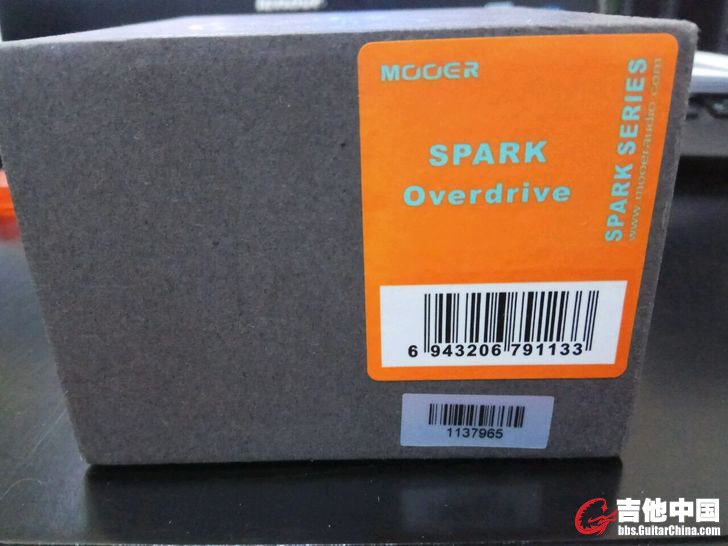 MOOER
SPARK
Overdrive
SPARK SERIES
www.mooeraudio.com
6 943206 791133
1137965
吉他中国
bbs.GuitarChina.com